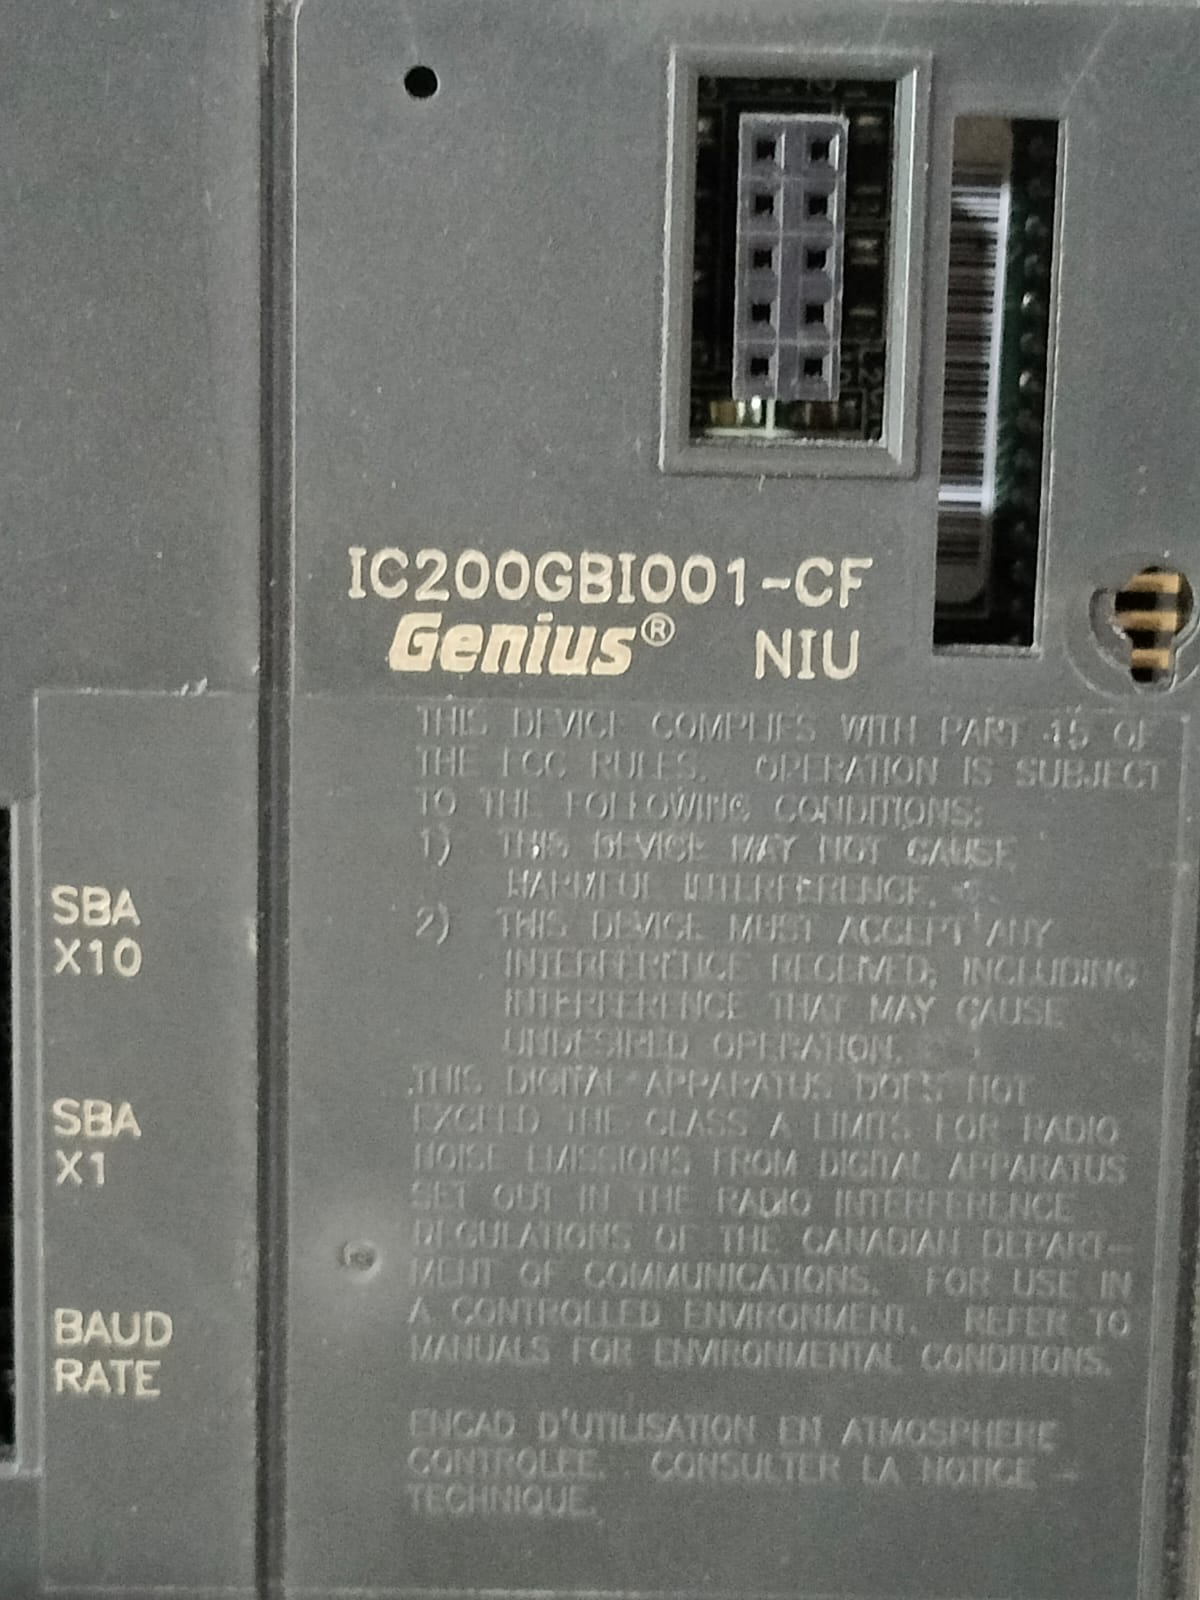 IC200GBI001-CF
Genius® NIU
THIS DEVICE COMPLIES WITH PART 15 OF
THE FCC RULES. OPERATION IS SUBJECT
TO THE FOLLOWING CONDITIONS:
1) THIS DEVICE MAY NOT CAUSE
HARMFUL INTERFERENCE.
2) THIS DEVICE MUST ACCEPT ANY
INTERFERENCE RECEIVED, INCLUDING
INTERFERENCE THAT MAY CAUSE
UNDESIRED OPERATION.
THIS DIGITAL APPARATUS DOES NOT
EXCEED THE CLASS A LIMITS FOR RADIO
NOISE EMISSIONS FROM DIGITAL APPARATUS
SET OUT IN THE RADIO INTERFERENCE
REGULATIONS OF THE CANADIAN DEPART-
MENT OF COMMUNICATIONS. FOR USE IN
A CONTROLLED ENVIRONMENT. REFER TO
MANUALS FOR ENVIRONMENTAL CONDITIONS.
ENCAD D'UTILISATION EN ATMOSPHERE
CONTROLEE. CONSULTER LA NOTICE
TECHNIQUE.
SBA
X10
SBA
X1
BAUD
RATE